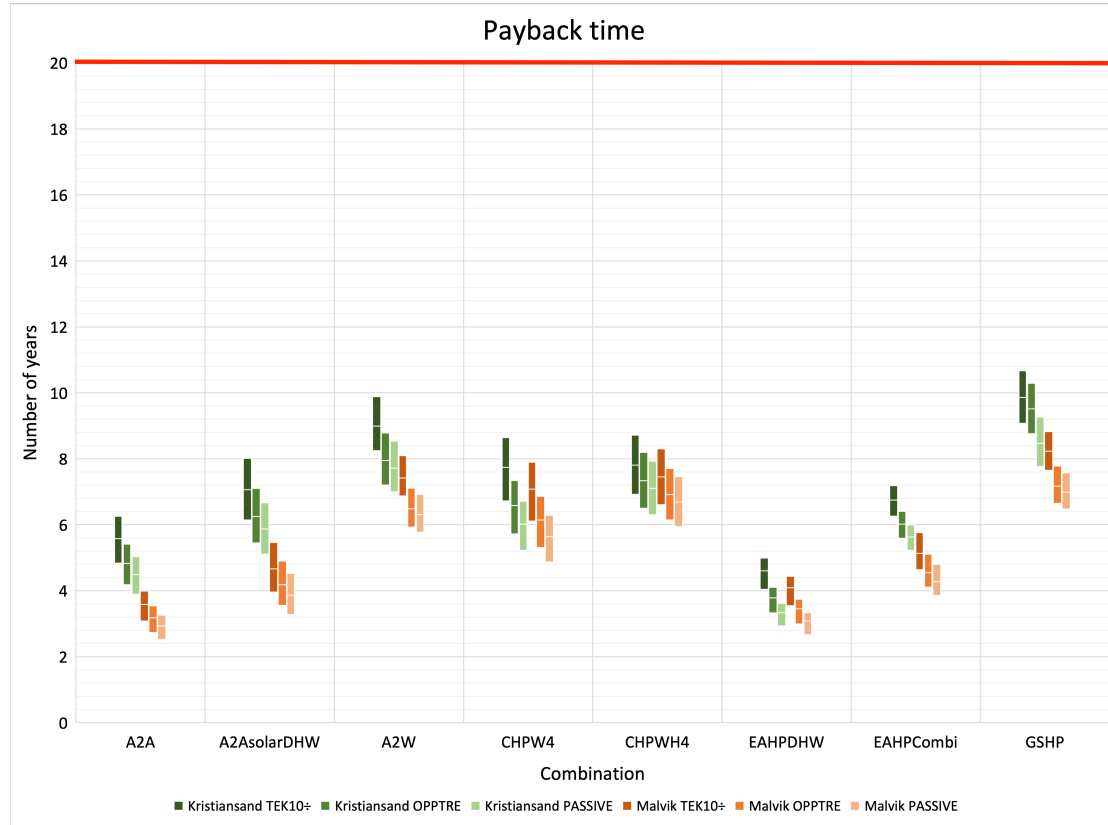 Payback time
20
18
16
14
12
10
8
6
4
2
0
Number of years
A2A A2AsolarDHW A2W CHPW4 CHPWH4 EAHPDHW EAHPCombi GSHP
Combination
Kristiansand TEK10÷ Kristiansand OPPTRE Kristiansand PASSIVE Malvik TEK10÷ Malvik OPPTRE Malvik PASSIVE